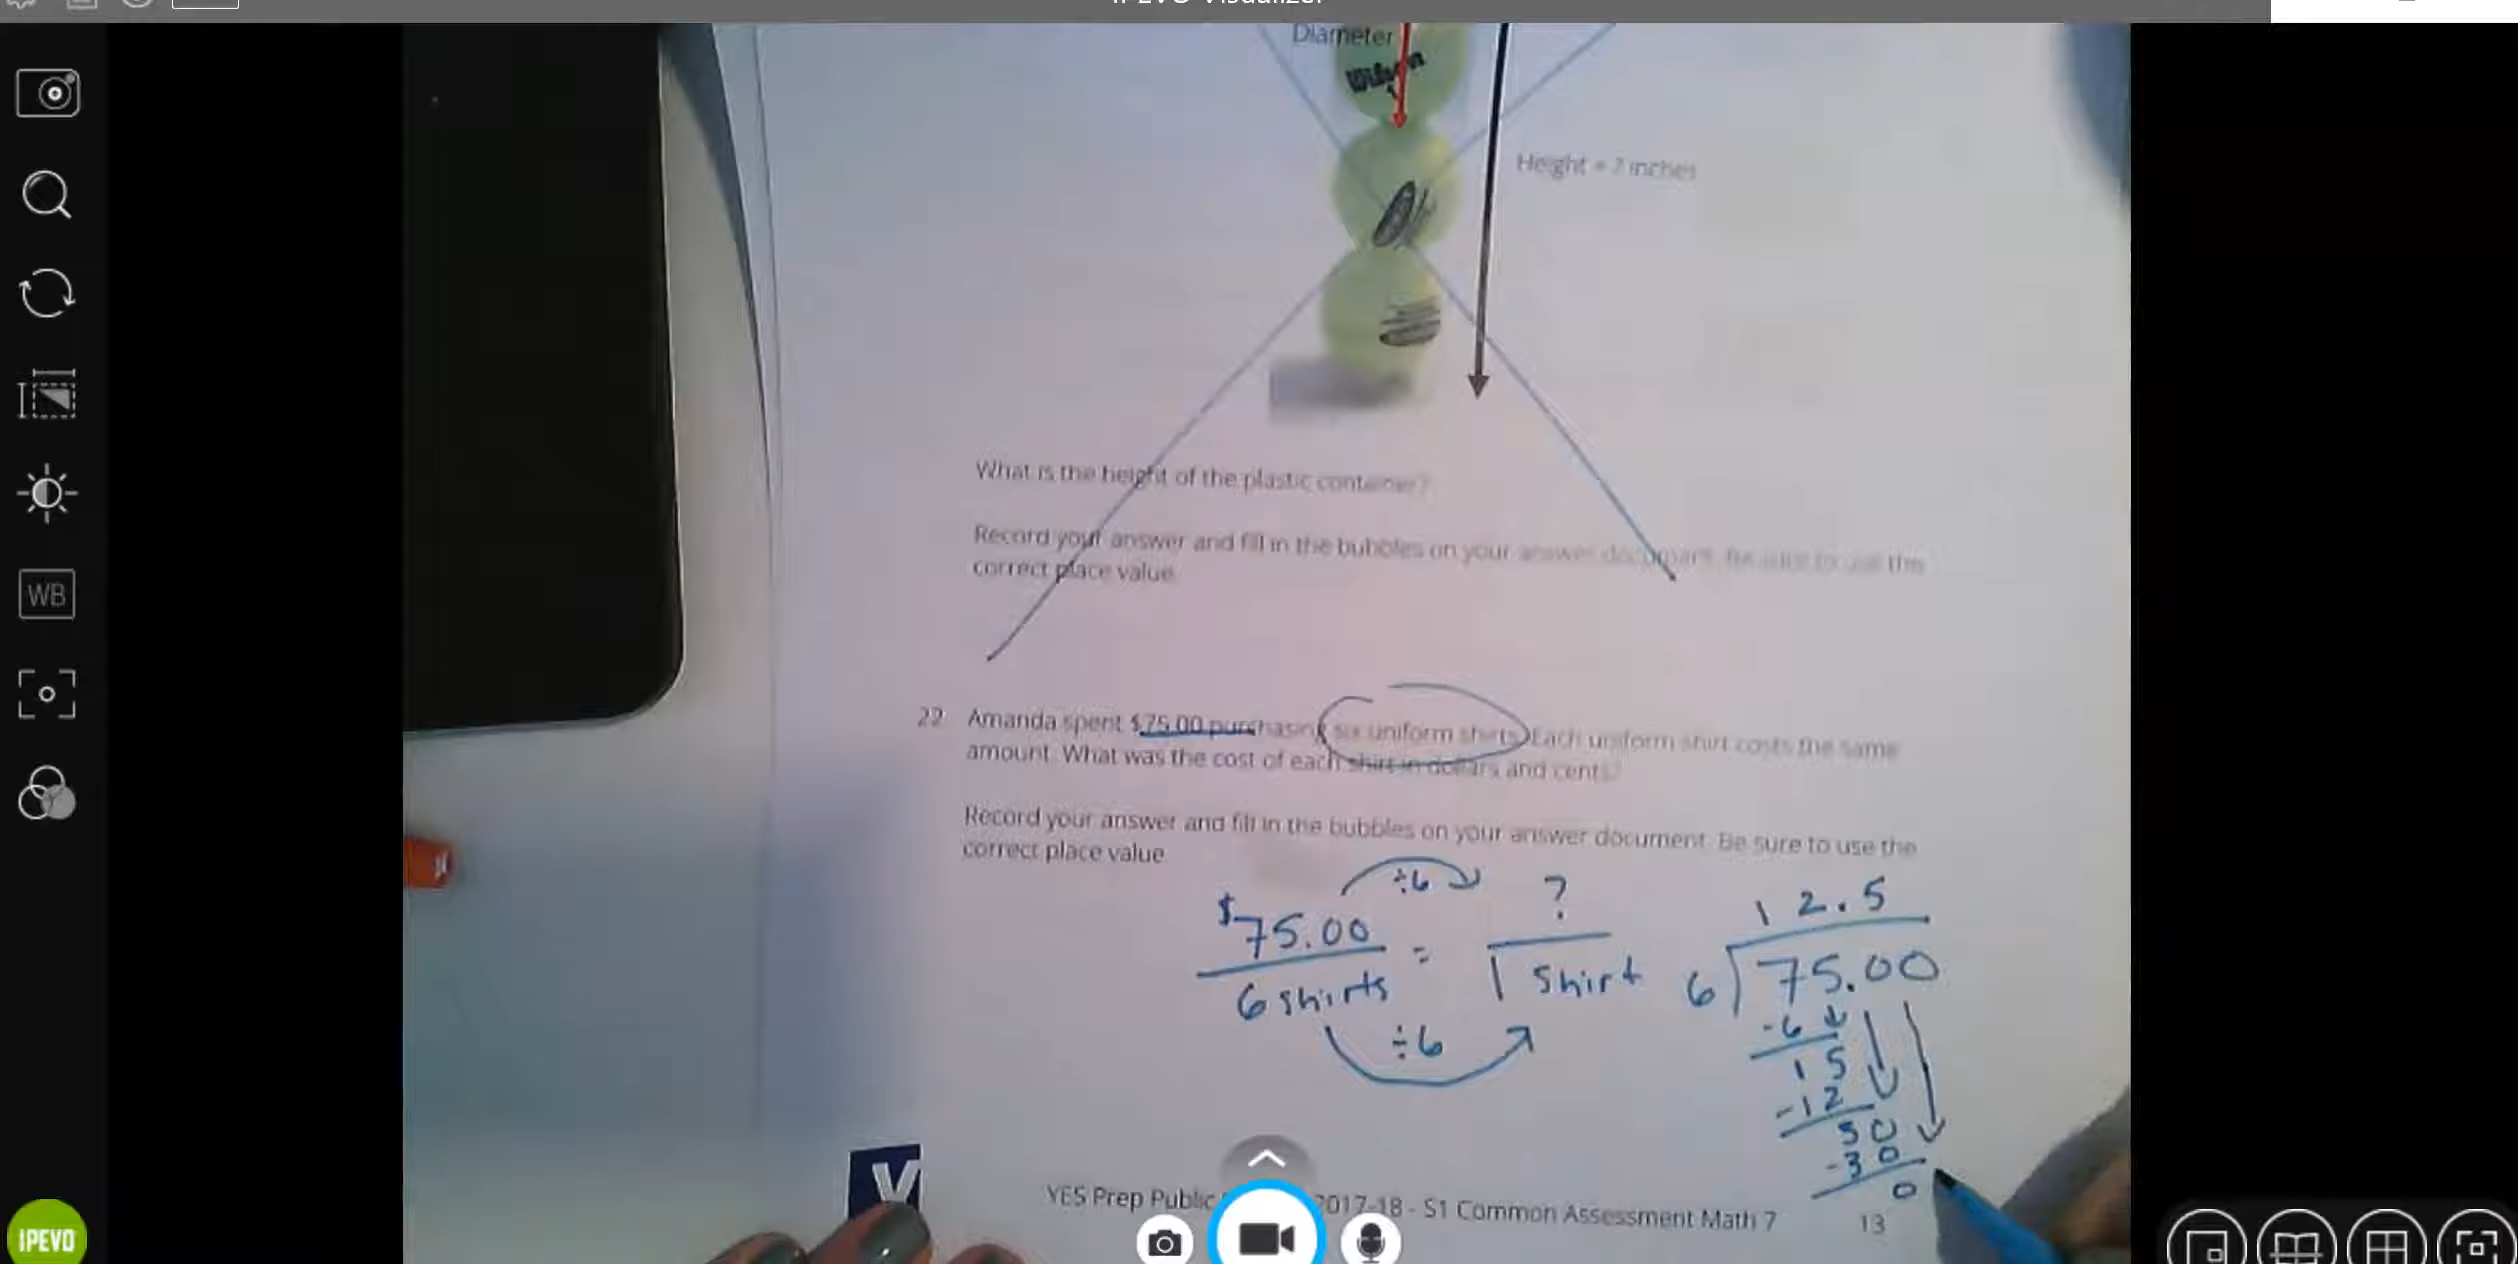 Diameter
Wilson
Height = 7 inches
What is the height of the plastic container?
Record your answer and fill in the bubbles on your answer document. Be sure to use the
correct place value.
22 Amanda spent $75.00 purchasing six uniform shirts. Each uniform shirt costs the same
amount. What was the cost of each shirt in dollars and cents?
Record your answer and fill in the bubbles on your answer document. Be sure to use the
correct place value
÷6
$75.00 = ?
6 shirts 1 shirt
÷6
12.5
6 75.00
-6
15
-12
30
-30
0
YES Prep Public 2017-18 - S1 Common Assessment Math 7 13
WB
iPEVO